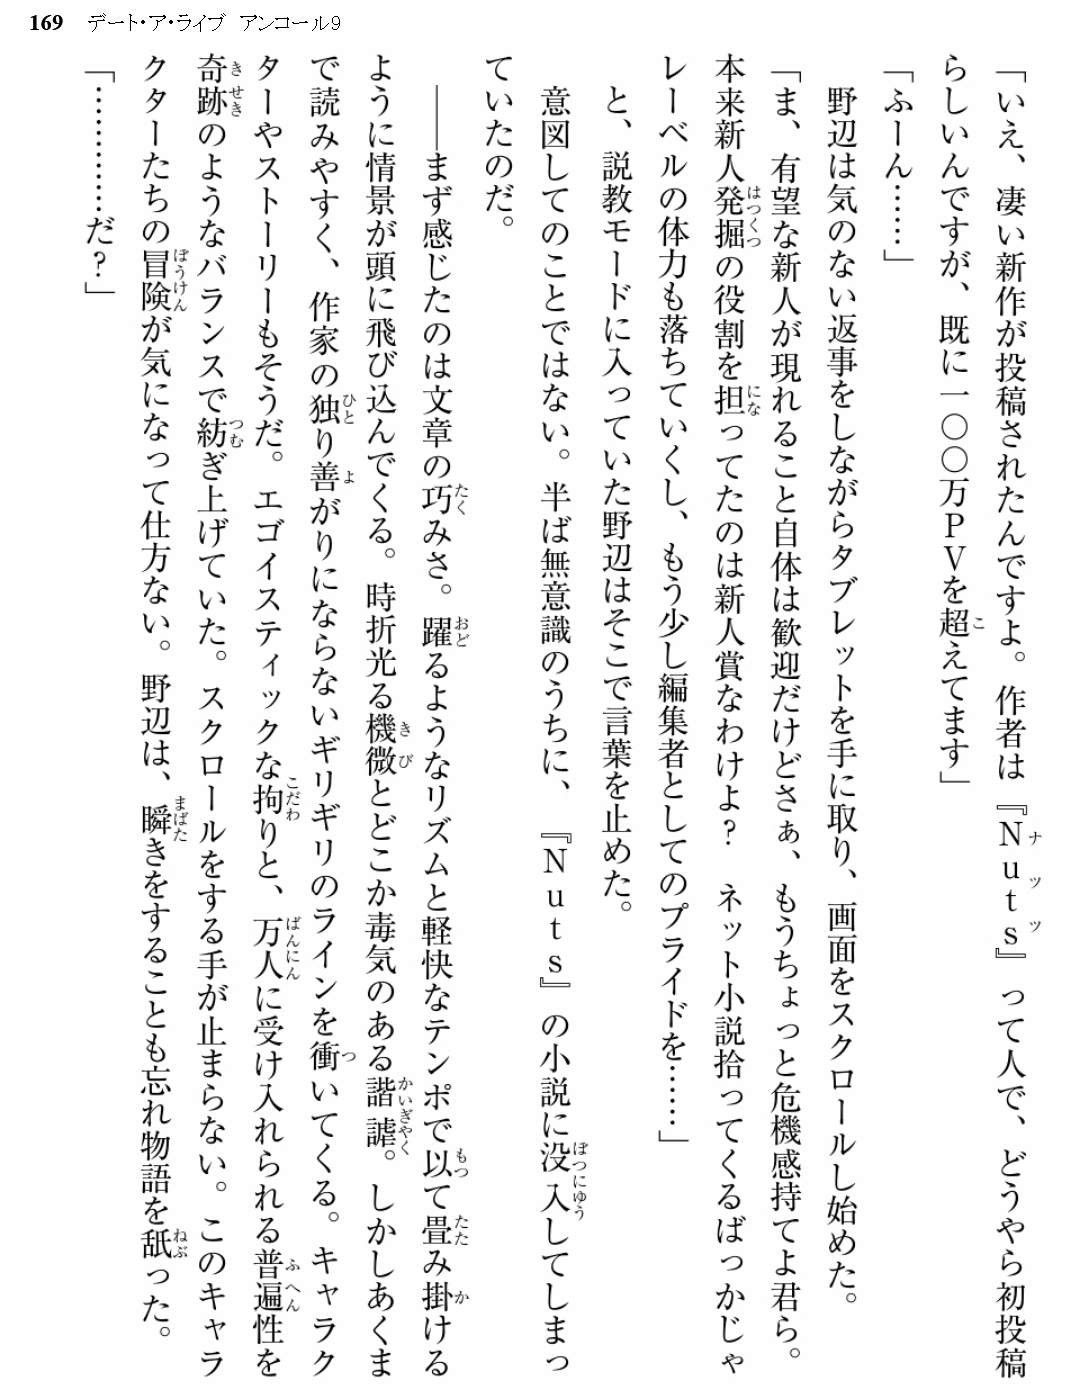 169 デート・ア・ライブ アンコール9
「いえ、凄い新作が投稿されたんですよ。作者は『Nuts』って人で、どうやら初投稿
らしいんですが、既に一〇〇万PVを超えてます」
「ふーん……」
野辺は気のない返事をしながらタブレットを手に取り、画面をスクロールし始めた。
「ま、有望な新人が現れること自体は歓迎だけどさぁ、もうちょっと危機感持てよ君ら。
本来新人発掘の役割を担ってたのは新人賞なわけよ？　ネット小説拾ってくるばっかじゃ
レーベルの体力も落ちていくし、もう少し編集者としてのプライドを……」
と、説教モードに入っていた野辺はそこで言葉を止めた。
意図してのことではない。半ば無意識のうちに、『Nuts』の小説に没入してしまっ
ていたのだ。
――まず感じたのは文章の巧みさ。躍るようなリズムと軽快なテンポで以て畳み掛ける
ように情景が頭に飛び込んでくる。時折光る機微とどこか毒気のある諧謔。しかしあくま
で読みやすく、作家の独り善がりにならないギリギリのラインを衝いてくる。キャラク
ターやストーリーもそうだ。エゴイスティックな拘りと、万人に受け入れられる普遍性を
奇跡のようなバランスで紡ぎ上げていた。スクロールをする手が止まらない。このキャラ
クターたちの冒険が気になって仕方ない。野辺は、瞬きをすることも忘れ物語を舐った。
「…………だ？」